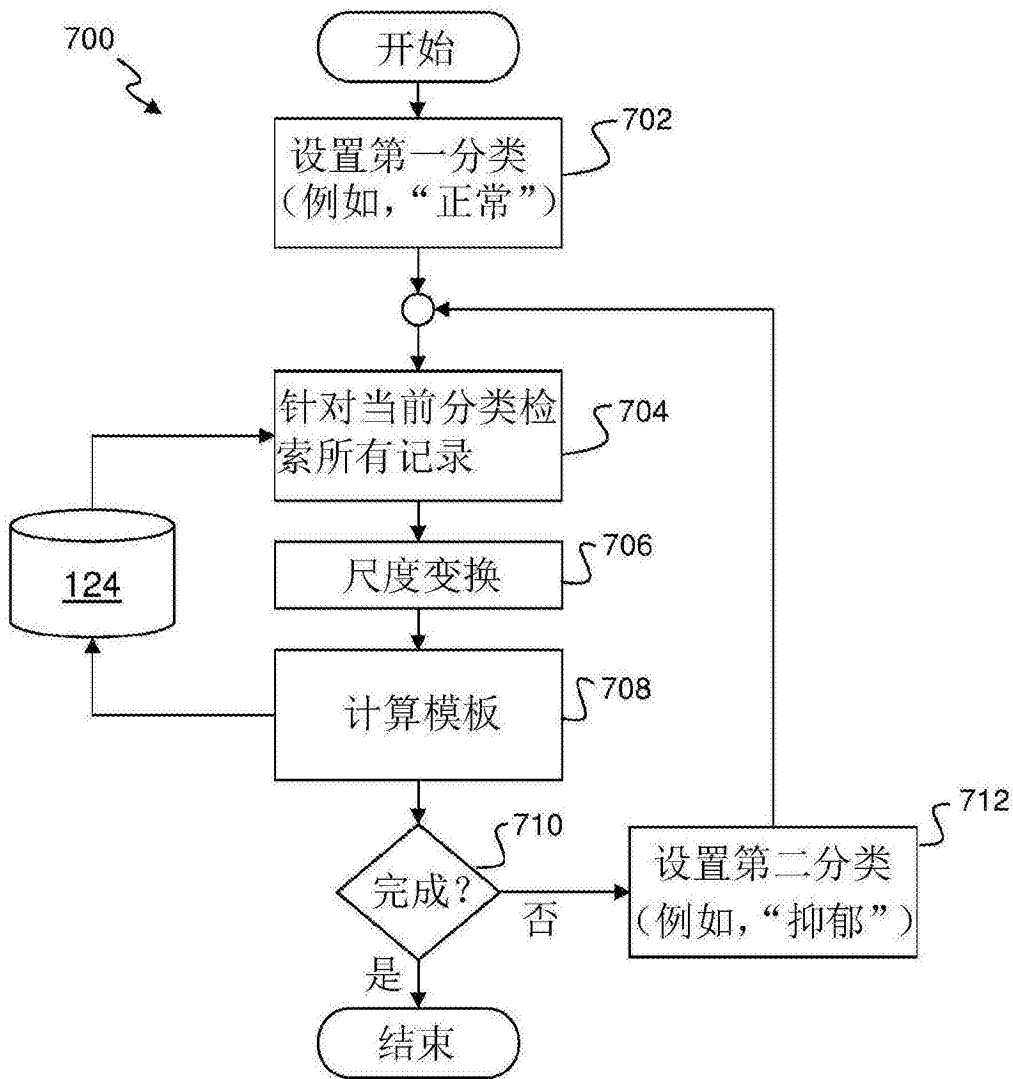 700
开始
702
设置第一分类
（例如，“正常”）
针对当前分类检
索所有记录
704
124
尺度变换
706
计算模板
708
710
完成？
否
712
设置第二分类
（例如，“抑郁”）
是
结束